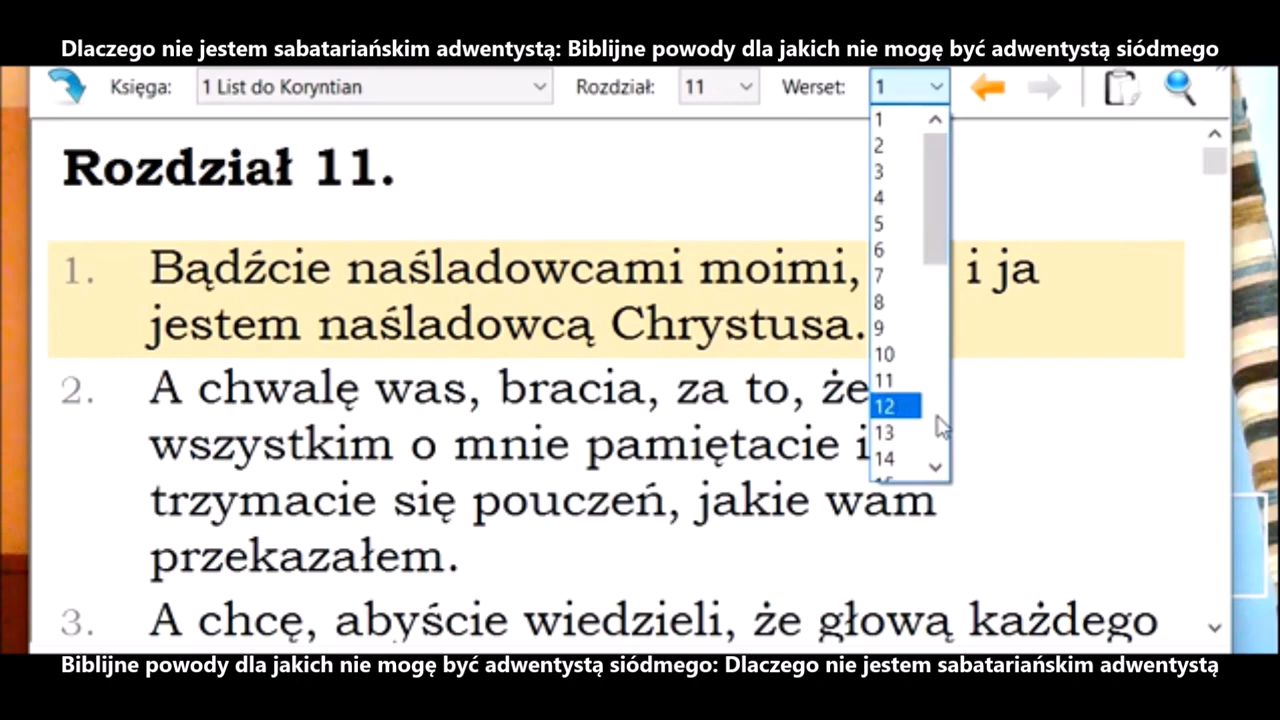 Dlaczego nie jestem sabatariańskim adwentystą: Biblijne powody dla jakich nie mogę być adwentystą siódmego
Księga: 1 List do Koryntian Rozdział: 11 Werset: 1
1
2
3
4
5
6
7
8
9
10
11
12
13
14
Rozdział 11.
1. Bądźcie naśladowcami moimi, i ja
jestem naśladowcą Chrystusa.
2. A chwalę was, bracia, za to, że
wszystkim o mnie pamiętacie i
trzymacie się pouczeń, jakie wam
przekazałem.
3. A chcę, abyście wiedzieli, że głową każdego
Biblijne powody dla jakich nie mogę być adwentystą siódmego: Dlaczego nie jestem sabatariańskim adwentystą